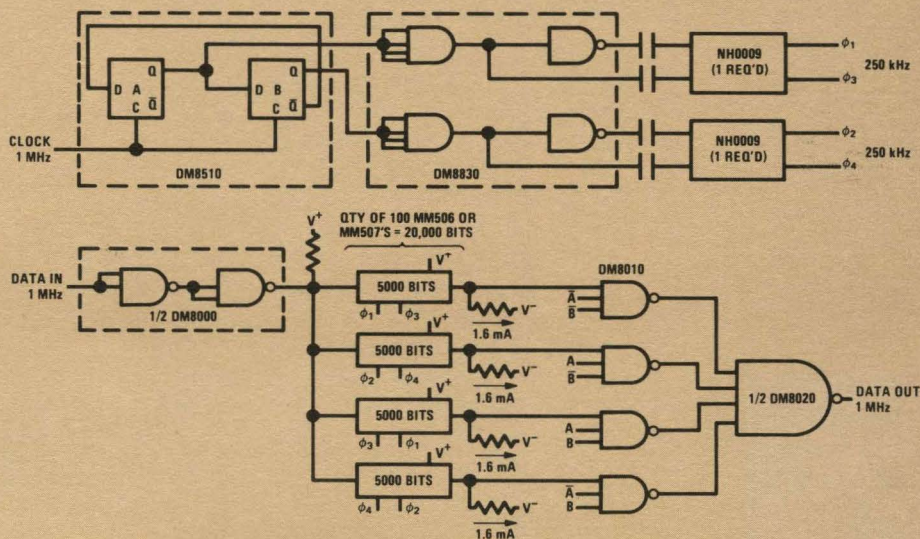 D A Q
C Q̄
D B Q
C Q̄
CLOCK
1 MHz
DM8510
DM8830
NH0009
(1 REQ'D)
ϕ1
ϕ3
250 kHz
NH0009
(1 REQ'D)
ϕ2
ϕ4
250 kHz
DATA IN
1 MHz
1/2 DM8000
V+
QTY OF 100 MM506 OR
MM507'S = 20,000 BITS
V+
5000 BITS
ϕ1 ϕ3
V−
1.6 mA
V+
5000 BITS
ϕ2 ϕ4
V−
1.6 mA
V+
5000 BITS
ϕ3 ϕ1
V−
1.6 mA
V+
5000 BITS
ϕ4 ϕ2
V−
1.6 mA
DM8010
Ā
B̄
A
B̄
A
B
Ā
B
1/2 DM8020
DATA OUT
1 MHz